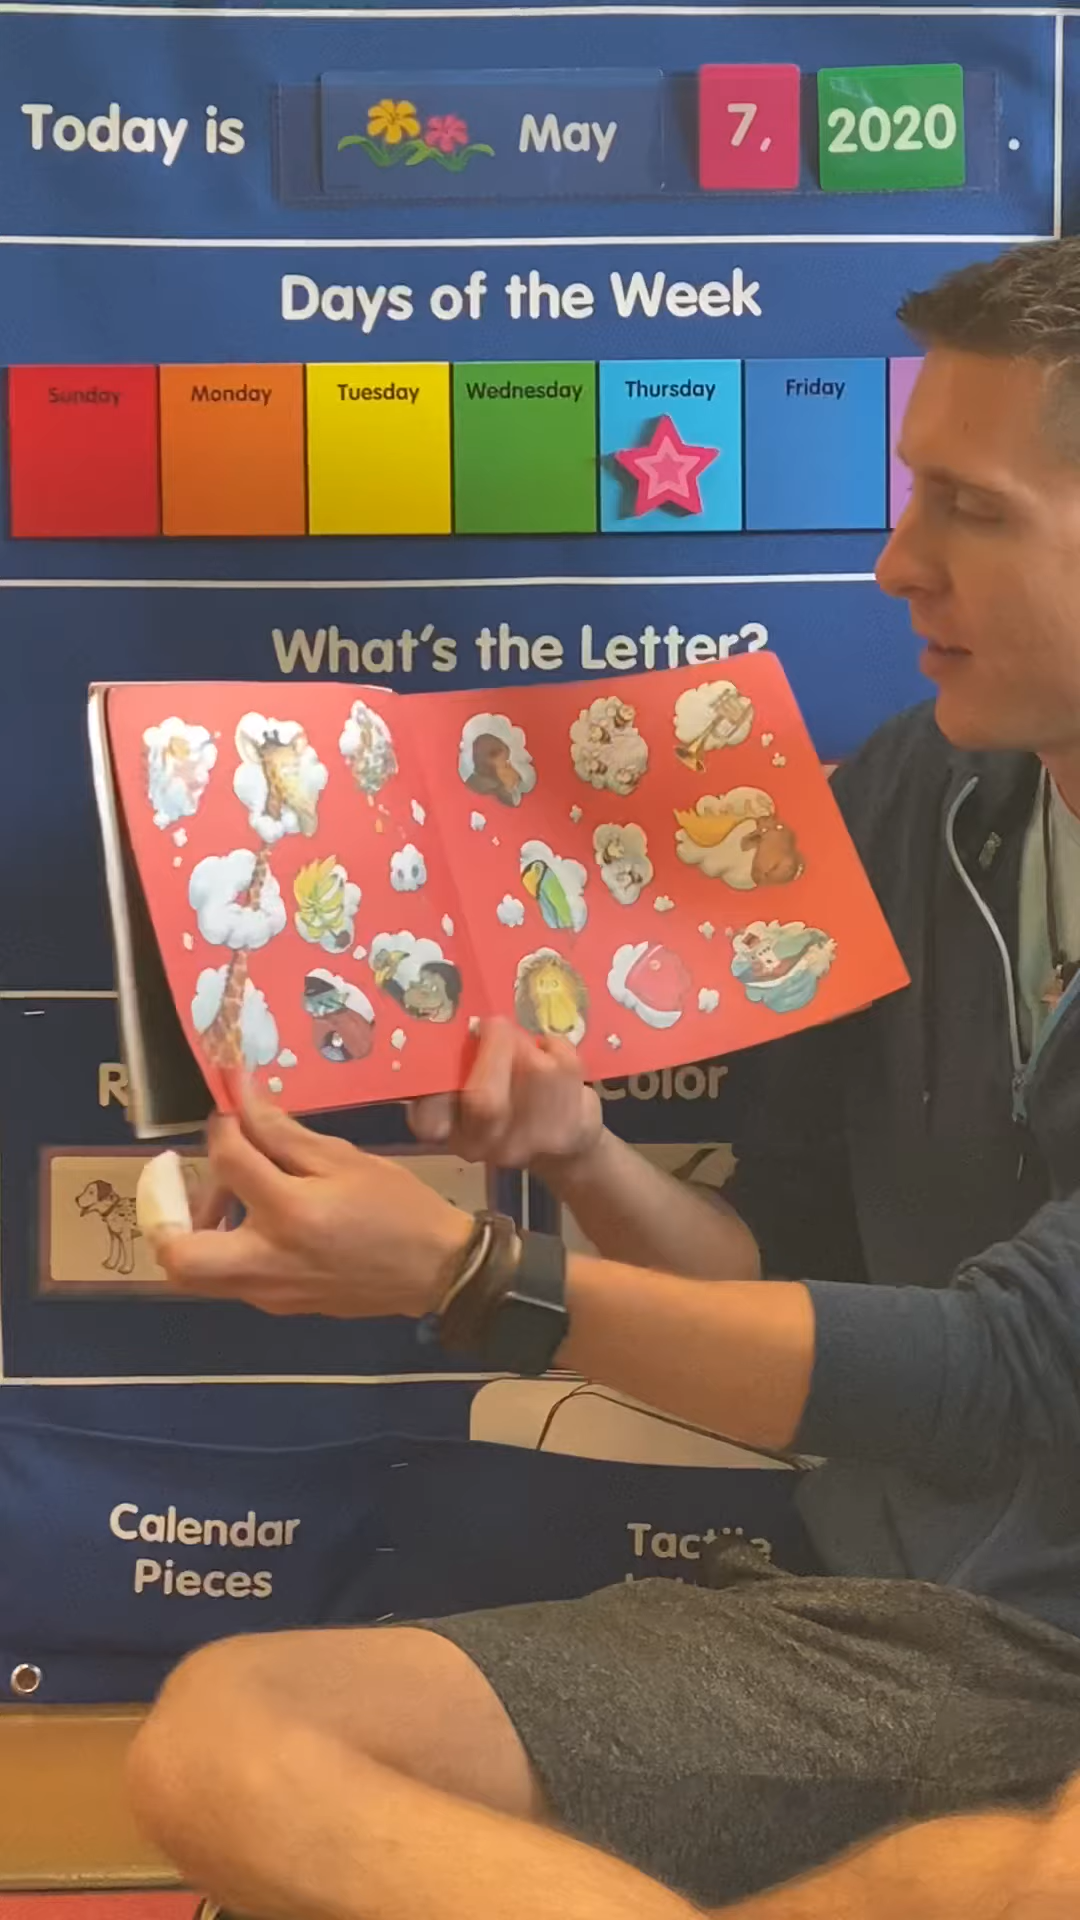 Today is May 7, 2020.
Days of the Week
Sunday Monday Tuesday Wednesday Thursday Friday
What's the Letter?
Color
Calendar
Pieces